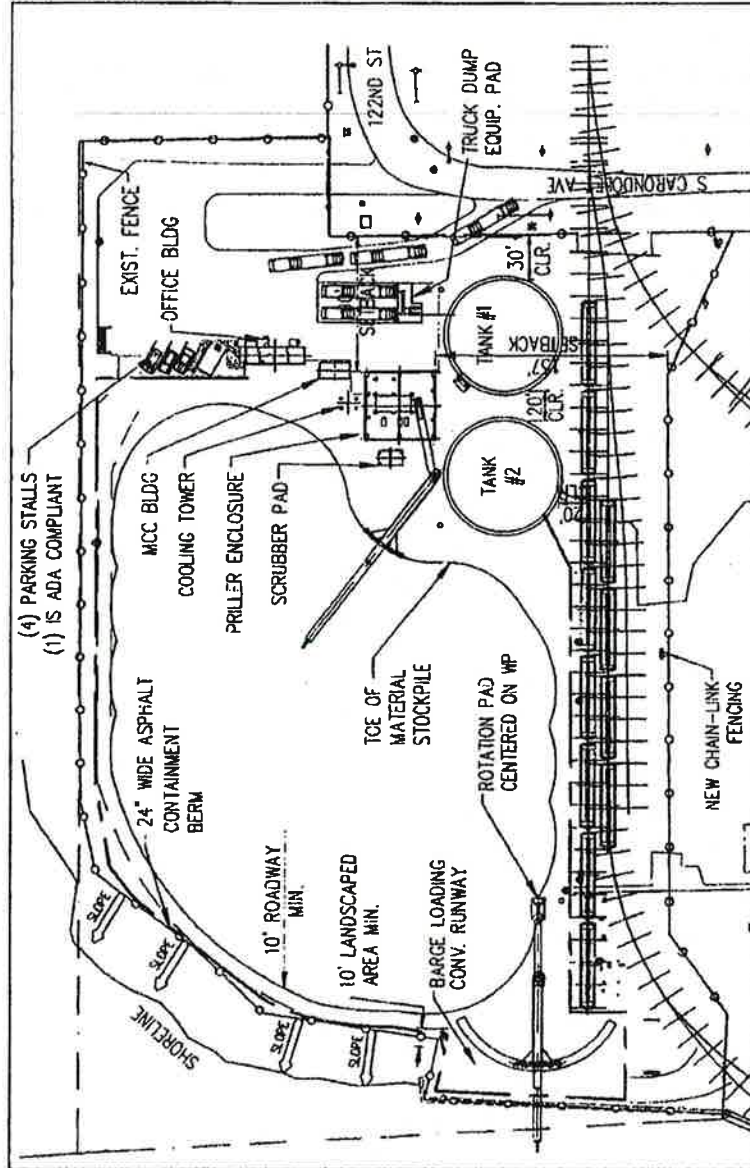 (4) PARKING STALLS
(1) IS ADA COMPLIANT
EXIST. FENCE
OFFICE BLDG
122ND ST
TRUCK DUMP
EQUIP. PAD
S CARONDOLET AVE
24" WIDE ASPHALT
CONTAINMENT
BERM
MCC BLDG
COOLING TOWER
PRILLER ENCLOSURE
SCRUBBER PAD
SETBACK
30'
CLR.
TANK #1
SETBACK
20'
CLR.
TANK
#2
20'
SLOPE
SLOPE
SLOPE
SLOPE
SHORELINE
10" ROADWAY
MIN.
10' LANDSCAPED
AREA MIN.
TOE OF
MATERIAL
STOCKPILE
BARGE LOADING
CONV. RUNWAY
ROTATION PAD
CENTERED ON WP
NEW CHAIN-LINK
FENCING